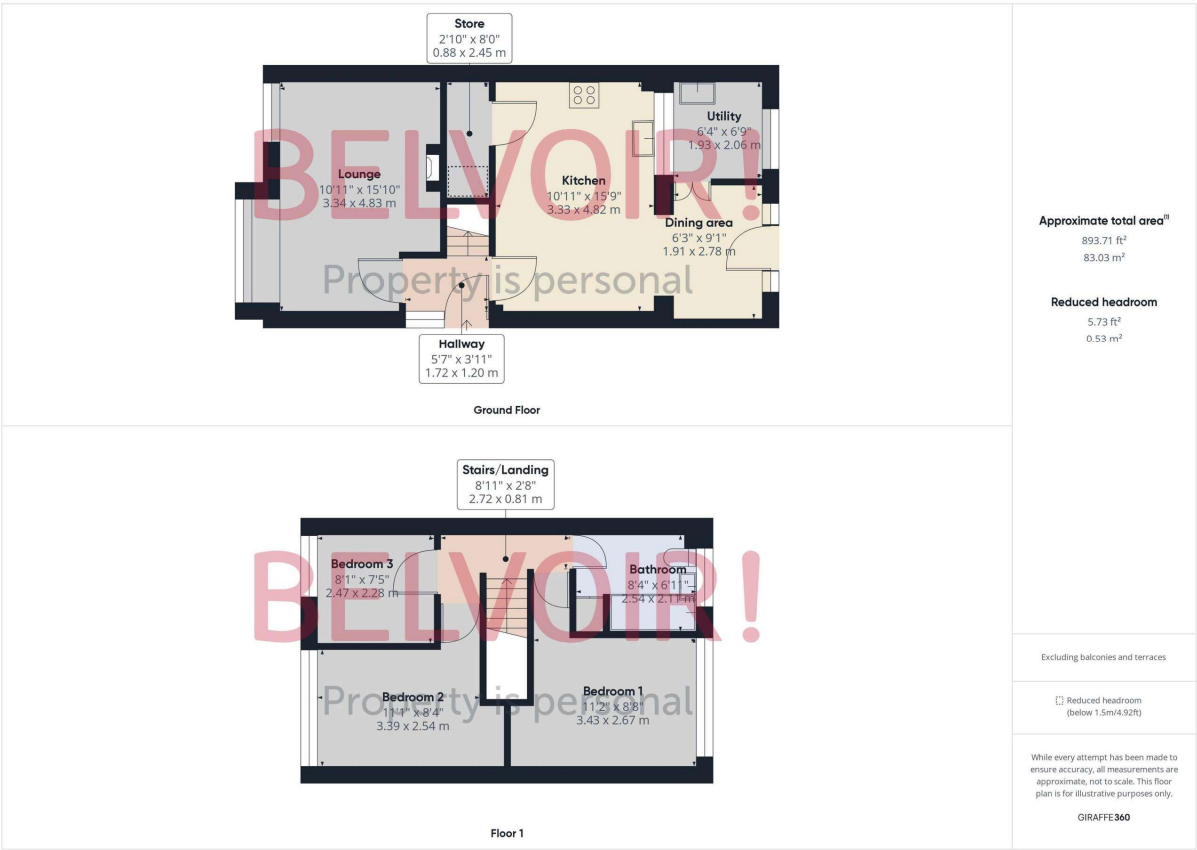 Store
2'10" x 8'0"
0.88 x 2.45 m
Utility
6'4" x 6'9"
1.93 x 2.06 m
Lounge
10'11" x 15'10"
3.34 x 4.83 m
Kitchen
10'11" x 15'9"
3.33 x 4.82 m
Dining area
6'3" x 9'1"
1.91 x 2.78 m
BELVOIR!
Property is personal
Hallway
5'7" x 3'11"
1.72 x 1.20 m
Ground Floor
Stairs/Landing
8'11" x 2'8"
2.72 x 0.81 m
Bedroom 3
8'1" x 7'5"
2.47 x 2.28 m
Bathroom
8'4" x 6'11"
2.54 x 2.11 m
BELVOIR!
Property is personal
Bedroom 2
11'1" x 8'4"
3.39 x 2.54 m
Bedroom 1
11'2" x 8'8"
3.43 x 2.67 m
Floor 1
Approximate total area(1)
893.71 ft²
83.03 m²
Reduced headroom
5.73 ft²
0.53 m²
Excluding balconies and terraces
Reduced headroom
(below 1.5m/4.92ft)
While every attempt has been made to
ensure accuracy, all measurements are
approximate, not to scale. This floor
plan is for illustrative purposes only.
GIRAFFE360